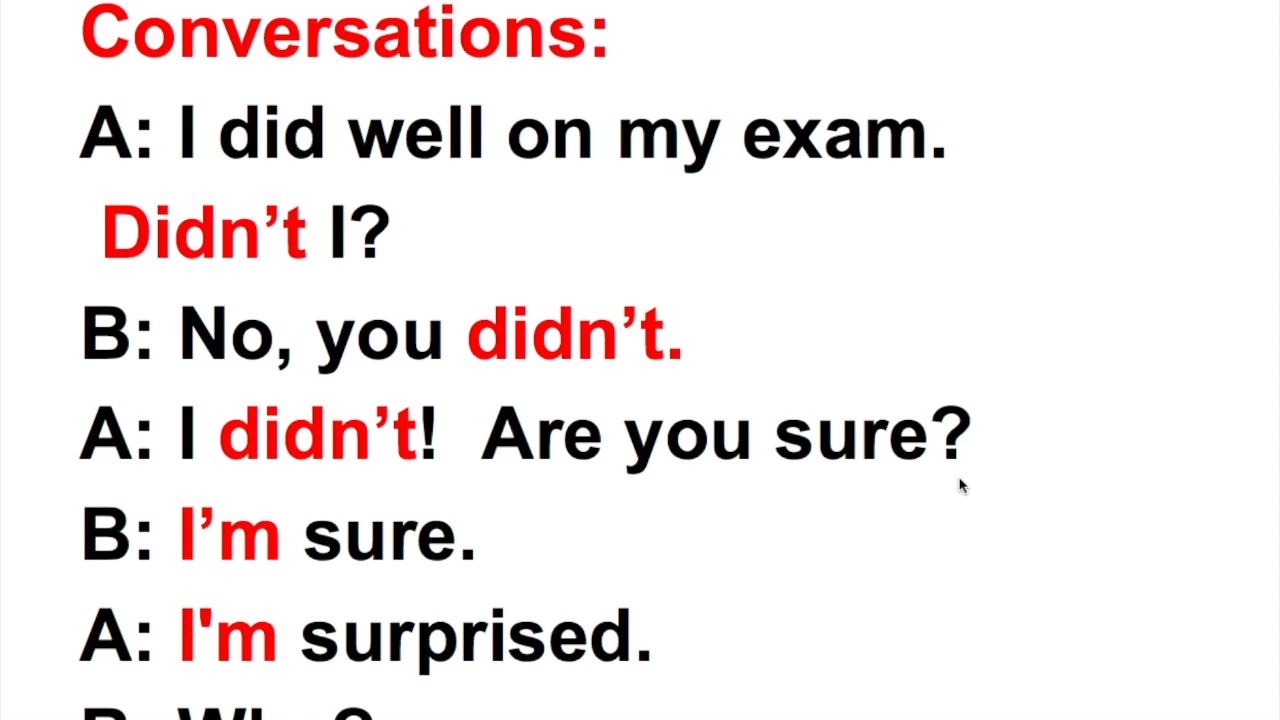 Conversations:
A: I did well on my exam.
Didn’t I?
B: No, you didn’t.
A: I didn’t!  Are you sure?
B: I’m sure.
A: I'm surprised.